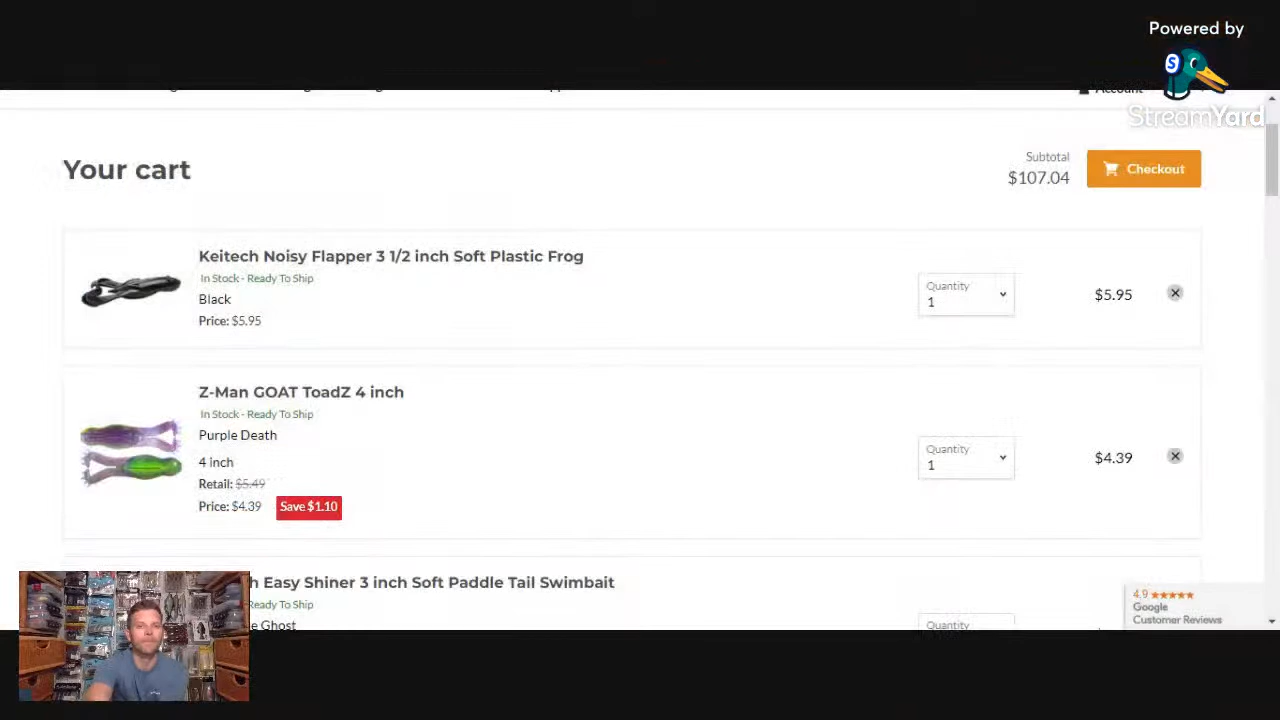 Powered by
StreamYard
Account
Your cart
Subtotal
$107.04
Checkout
Keitech Noisy Flapper 3 1/2 inch Soft Plastic Frog
In Stock - Ready To Ship
Black
Price: $5.95
Quantity
1
$5.95
Z-Man GOAT ToadZ 4 inch
In Stock - Ready To Ship
Purple Death
4 inch
Retail: $5.49
Price: $4.39 Save $1.10
Quantity
1
$4.39
h Easy Shiner 3 inch Soft Paddle Tail Swimbait
Ready To Ship
e Ghost
Quantity
4.9 ★★★★★
Google
Customer Reviews